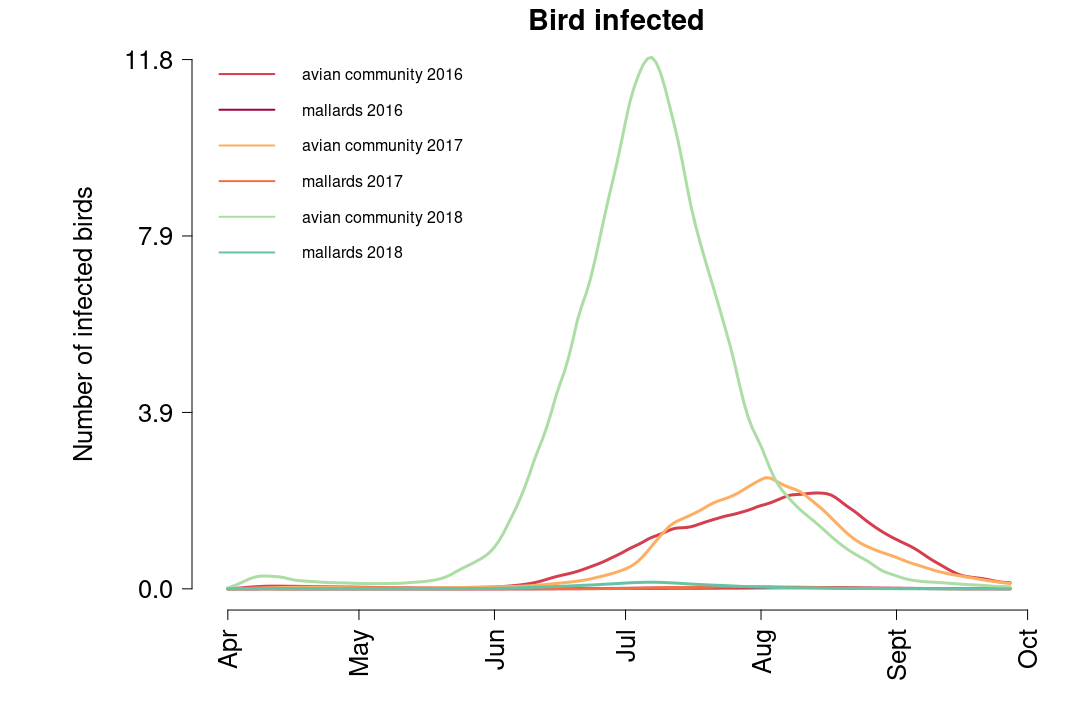 Bird infected
11.8
7.9
3.9
0.0
Number of infected birds
avian community 2016
mallards 2016
avian community 2017
mallards 2017
avian community 2018
mallards 2018
Apr
May
Jun
Jul
Aug
Sept
Oct